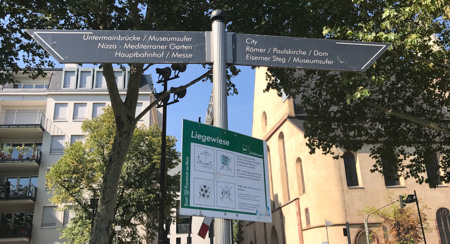 Untermainbrücke / Museumsufer
Nizza - Mediterraner Garten
Hauptbahnhof / Messe
City
Römer / Paulskirche / Dom
Eiserner Steg / Museumsufer
Liegewiese